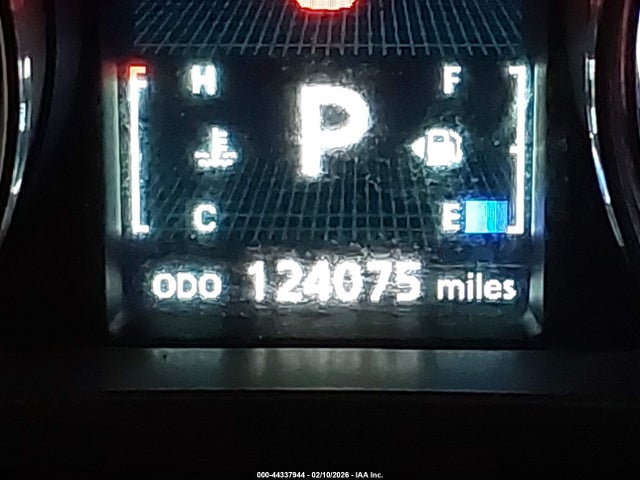 H P F
C E
ODO 124075 miles
000-44337944 - 02/10/2026 - IAA Inc.